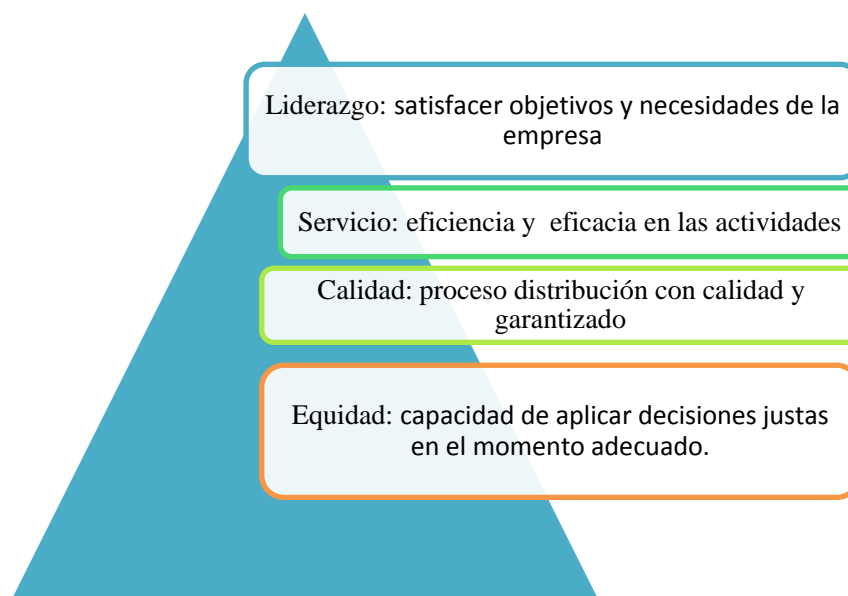 Liderazgo: satisfacer objetivos y necesidades de la
empresa
Servicio: eficiencia y  eficacia en las actividades
Calidad: proceso distribución con calidad y
garantizado
Equidad: capacidad de aplicar decisiones justas
en el momento adecuado.